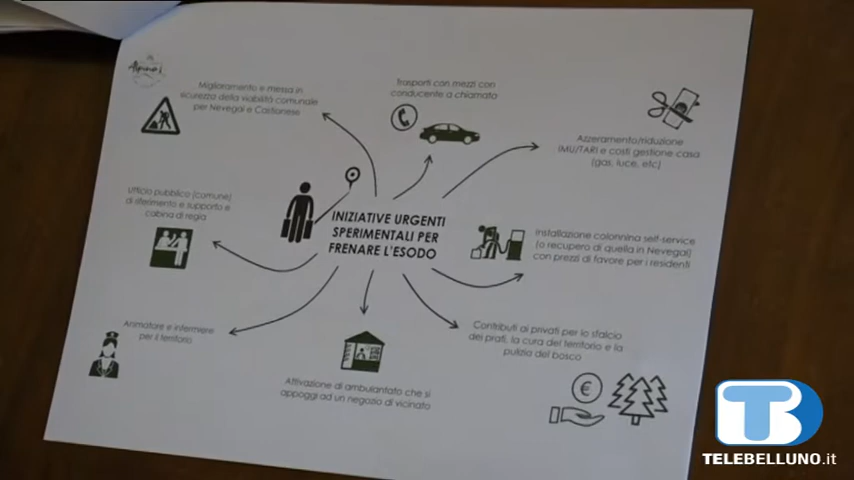 Alpina
Miglioramento e messa in
sicurezza della viabilità comunale
per Nevegal e Castionese
Trasporti con mezzi con
conducente a chiamata
Azzeramento/riduzione
IMU/TARI e costi gestione casa
(gas, luce, etc)
Ufficio pubblico (comune)
di riferimento e supporto e
cabina di regia
INIZIATIVE URGENTI
SPERIMENTALI PER
FRENARE L'ESODO
Installazione colonnina self-service
(o recupero di quella in Nevegal)
con prezzi di favore per i residenti
Animatore e infermiere
per il territorio
Attivazione di ambulantato che si
appoggi ad un negozio di vicinato
Contributi ai privati per lo sfalcio
dei prati, la cura del territorio e la
pulizia del bosco
€
TB
TELEBELLUNO.it